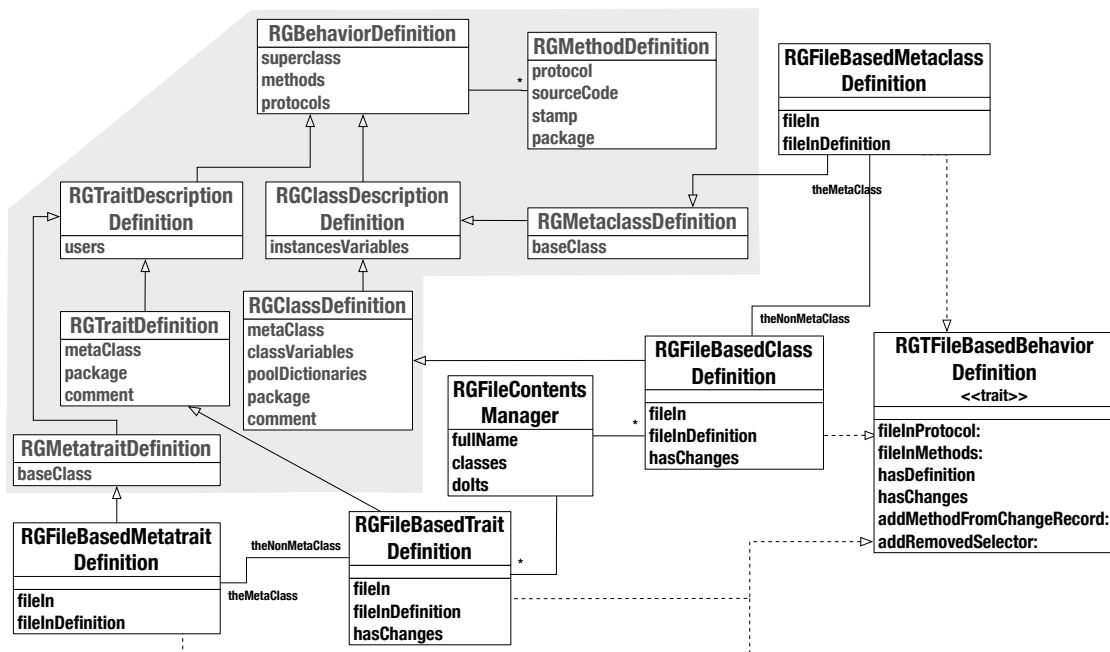 RGBehaviorDefinition
superclass
methods
protocols
*
RGMethodDefinition
protocol
sourceCode
stamp
package
RGFileBasedMetaclass
Definition
fileIn
fileInDefinition
theMetaClass
RGTraitDescription
Definition
users
RGClassDescription
Definition
instancesVariables
RGMetaclassDefinition
baseClass
RGTraitDefinition
metaClass
package
comment
RGClassDefinition
metaClass
classVariables
poolDictionaries
package
comment
theNonMetaClass
RGFileBasedClass
Definition
fileIn
fileInDefinition
hasChanges
RGTFileBasedBehavior
Definition
<<trait>>
fileInProtocol:
fileInMethods:
hasDefinition
hasChanges
addMethodFromChangeRecord:
addRemovedSelector:
RGFileContents
Manager
fullName
classes
doIts
*
RGMetatraitDefinition
baseClass
RGFileBasedMetatrait
Definition
fileIn
fileInDefinition
theNonMetaClass
theMetaClass
RGFileBasedTrait
Definition
fileIn
fileInDefinition
hasChanges
*